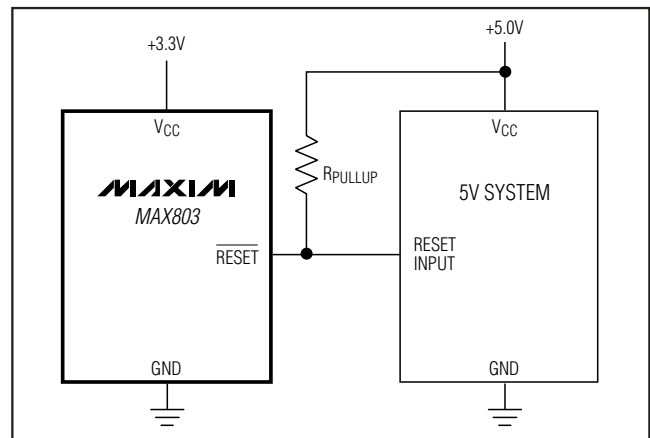 +3.3V
+5.0V
VCC
VCC
MAXIM
MAX803
RPULLUP
5V SYSTEM
RESET
RESET
INPUT
GND
GND